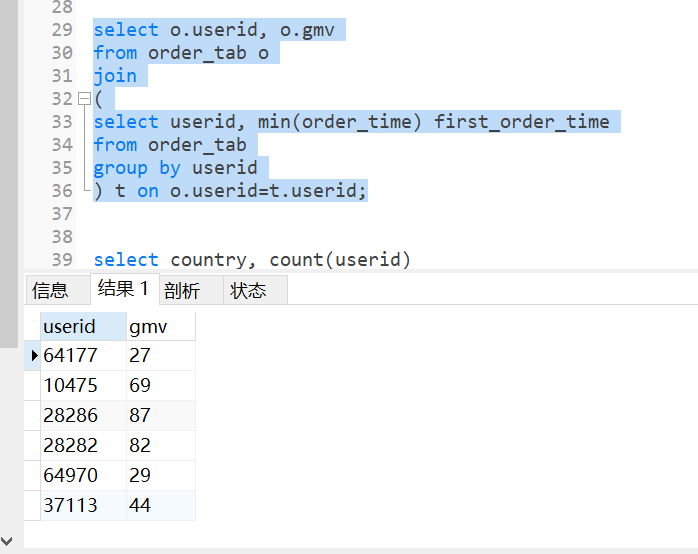 28
29 select o.userid, o.gmv
30 from order_tab o
31 join
32 (
33 select userid, min(order_time) first_order_time
34 from order_tab
35 group by userid
36 ) t on o.userid=t.userid;
37
38
39 select country, count(userid)
信息 结果 1 剖析 状态
userid gmv
64177 27
10475 69
28286 87
28282 82
64970 29
37113 44